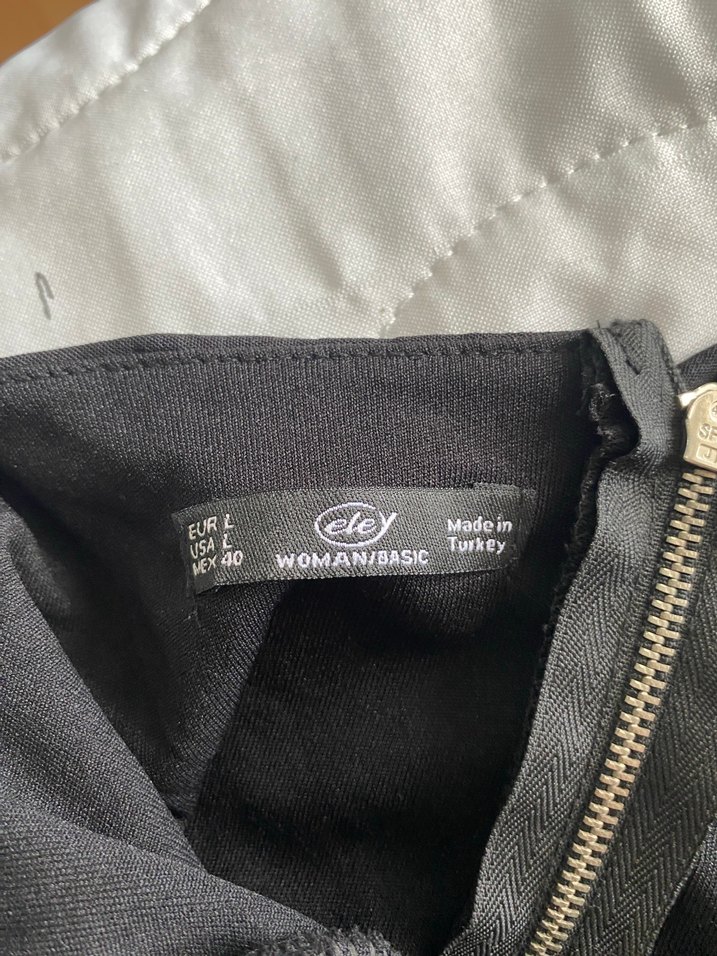 EUR L
USA L
MEX 40
eley
WOMAN/BASIC
Made in
Turkey